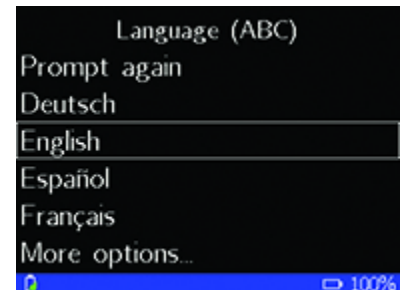 Language (ABC)
Prompt again
Deutsch
English
Español
Français
More options...
100%